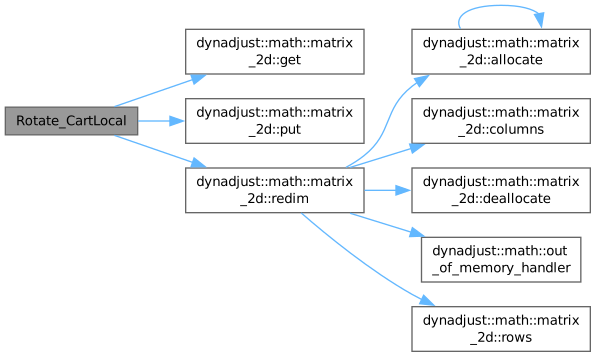 Rotate_CartLocal
dynadjust::math::matrix
_2d::get
dynadjust::math::matrix
_2d::put
dynadjust::math::matrix
_2d::redim
dynadjust::math::matrix
_2d::allocate
dynadjust::math::matrix
_2d::columns
dynadjust::math::matrix
_2d::deallocate
dynadjust::math::out
_of_memory_handler
dynadjust::math::matrix
_2d::rows